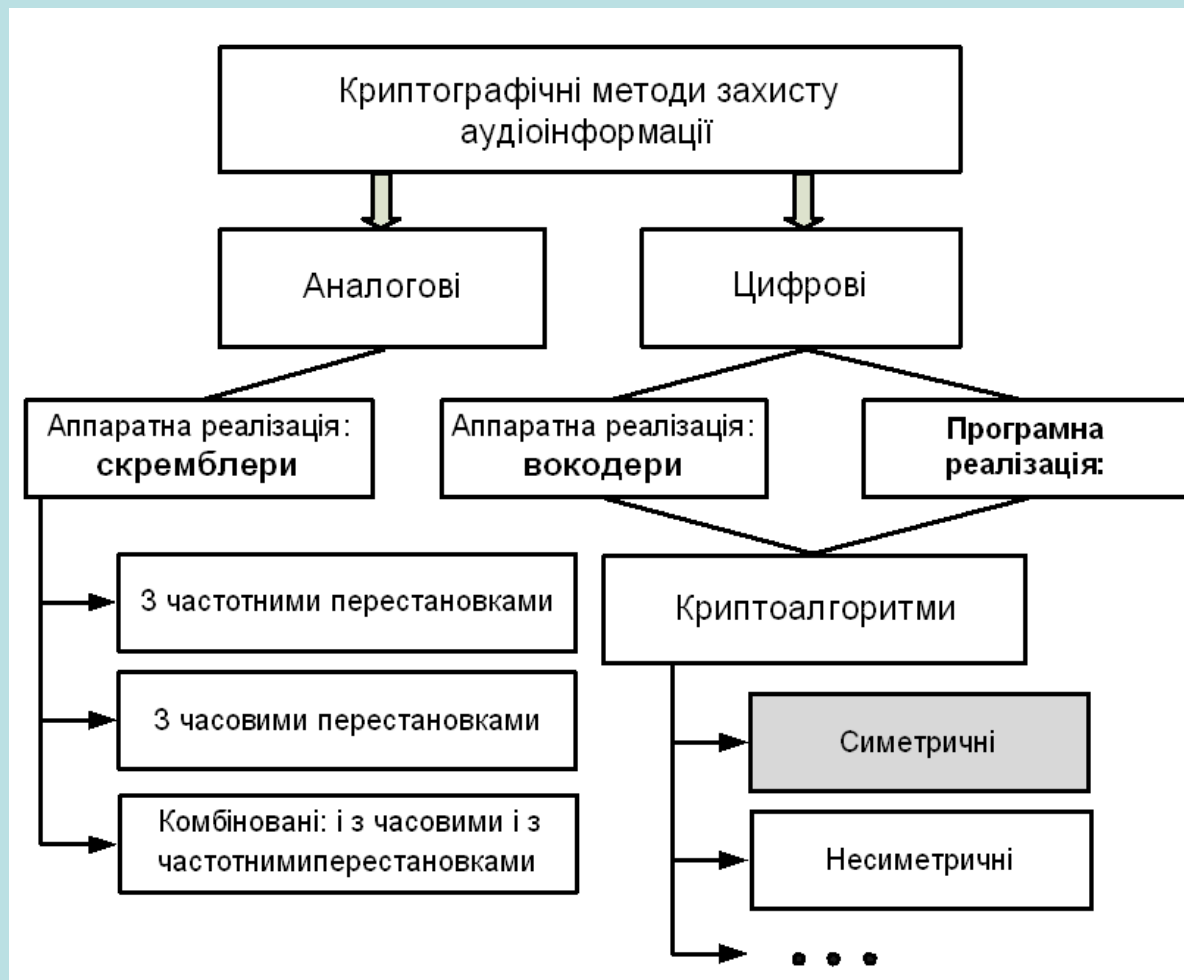 Криптографічні методи захисту
аудіоінформації
Аналогові
Цифрові
Аппаратна реалізація:
скремблери
Аппаратна реалізація:
вокодери
Програмна
реалізація:
З частотними перестановками
З часовими перестановками
Комбіновані: і з часовими і з
частотнимиперестановками
Криптоалгоритми
Симетричні
Несиметричні
• • •